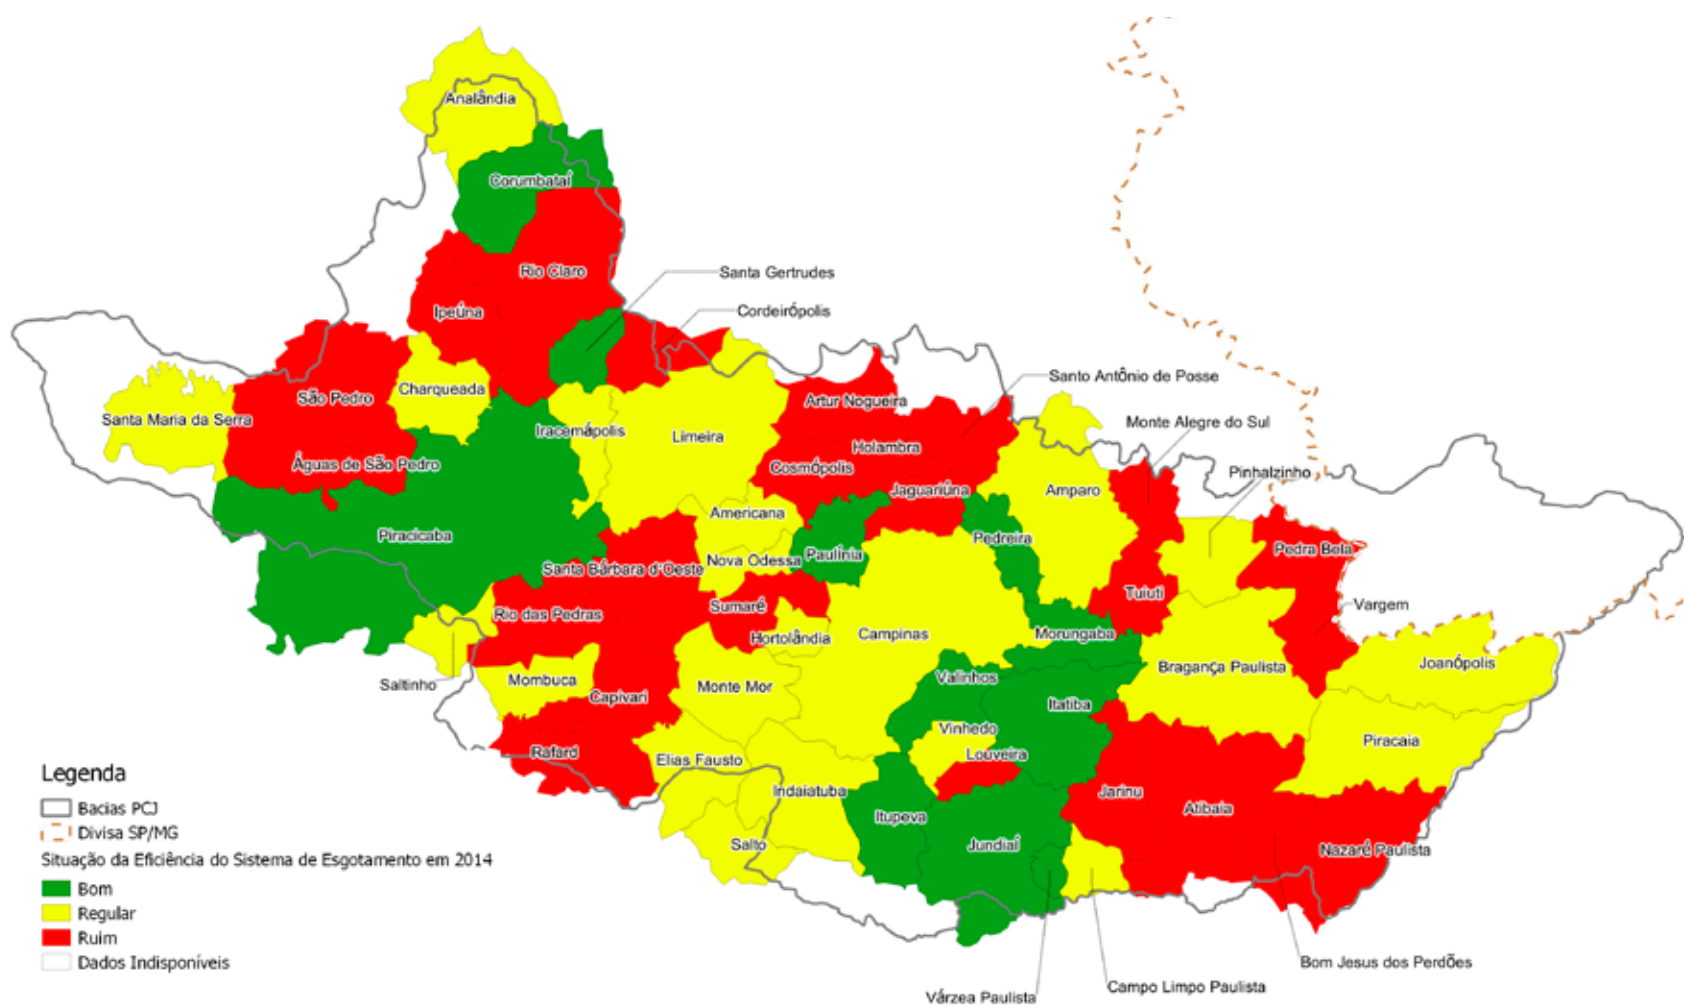 Analândia
Corumbataí
Rio Claro
Santa Gertrudes
Ipeúna
Cordeirópolis
Santo Antônio de Posse
São Pedro
Charqueada
Artur Nogueira
Santa Maria da Serra
Iracemápolis
Limeira
Monte Alegre do Sul
Holambra
Águas de São Pedro
Cosmópolis
Pinhalzinho
Jaguariúna
Amparo
Americana
Piracicaba
Pedreira
Paulínia
Pedra Bela
Nova Odessa
Santa Bárbara d'Oeste
Tuiuti
Sumaré
Vargem
Rio das Pedras
Hortolândia
Campinas
Morungaba
Joanópolis
Bragança Paulista
Valinhos
Saltinho
Mombuca
Monte Mor
Capivari
Itatiba
Vinhedo
Piracaia
Rafard
Louveira
Elias Fausto
Indaiatuba
Jarinu
Atibaia
Itupeva
Salto
Jundiaí
Nazaré Paulista
Bom Jesus dos Perdões
Campo Limpo Paulista
Várzea Paulista
Legenda
Bacias PCJ
Divisa SP/MG
Situação da Eficiência do Sistema de Esgotamento em 2014
Bom
Regular
Ruim
Dados Indisponíveis